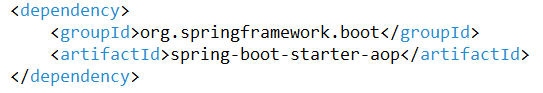 <dependency>
    <groupId>org.springframework.boot</groupId>
    <artifactId>spring-boot-starter-aop</artifactId>
</dependency>